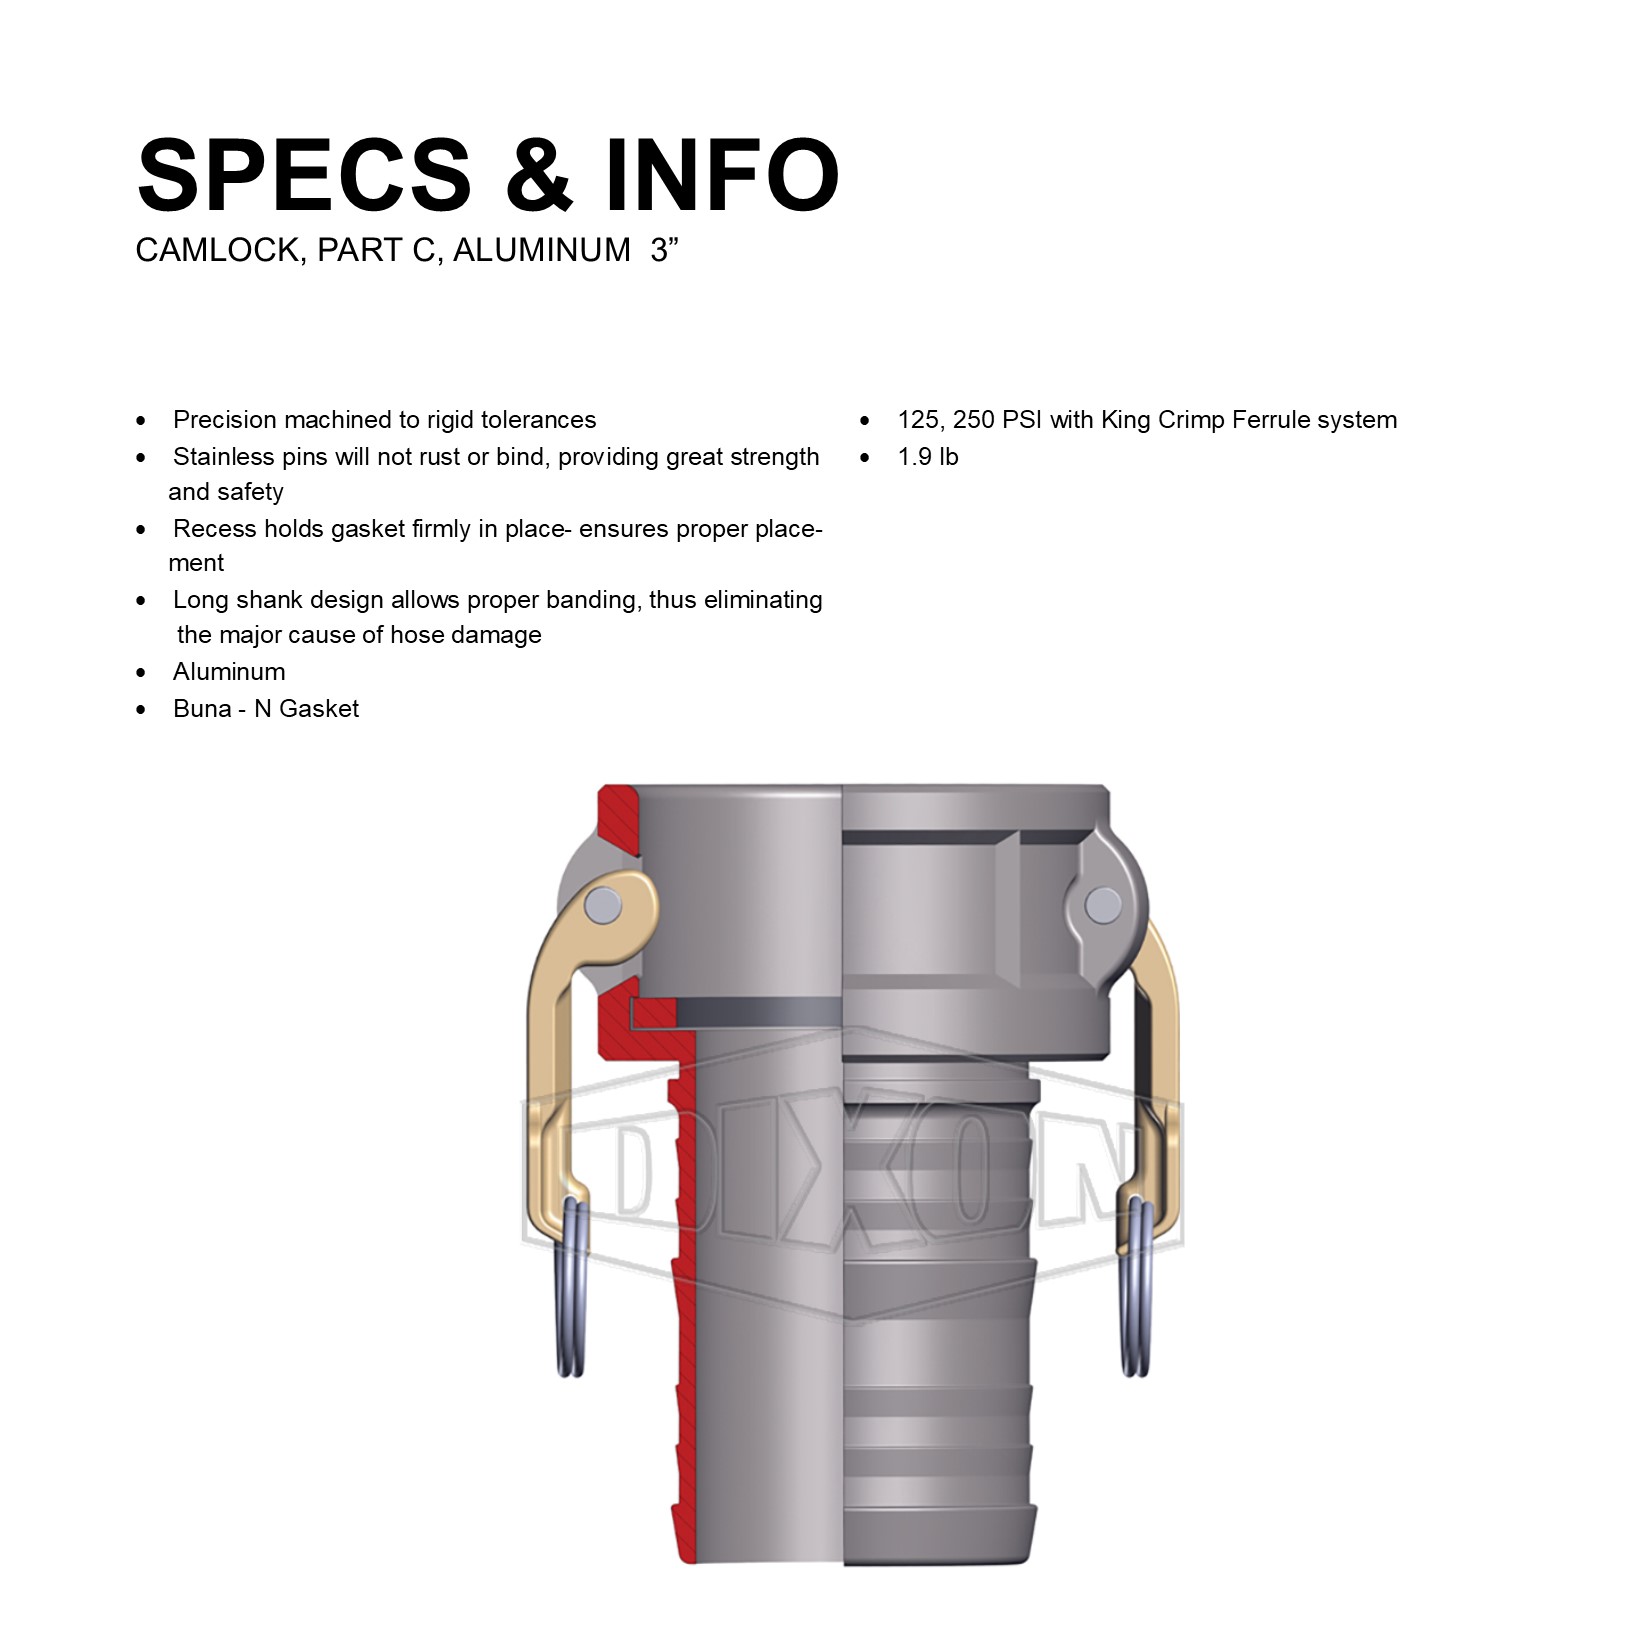 SPECS & INFO
CAMLOCK, PART C, ALUMINUM  3”
• Precision machined to rigid tolerances
• Stainless pins will not rust or bind, providing great strength
and safety
• Recess holds gasket firmly in place- ensures proper place-
ment
• Long shank design allows proper banding, thus eliminating
the major cause of hose damage
• Aluminum
• Buna - N Gasket
• 125, 250 PSI with King Crimp Ferrule system
• 1.9 lb
DIXON